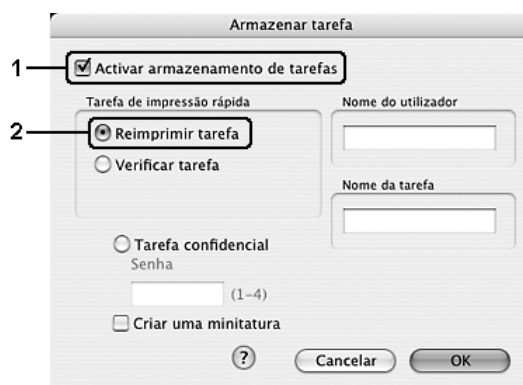 Armazenar tarefa
1
Activar armazenamento de tarefas
Tarefa de impressão rápida
Nome do utilizador
2
Reimprimir tarefa
Verificar tarefa
Nome da tarefa
Tarefa confidencial
Senha
(1-4)
Criar uma minitatura
?
Cancelar
OK